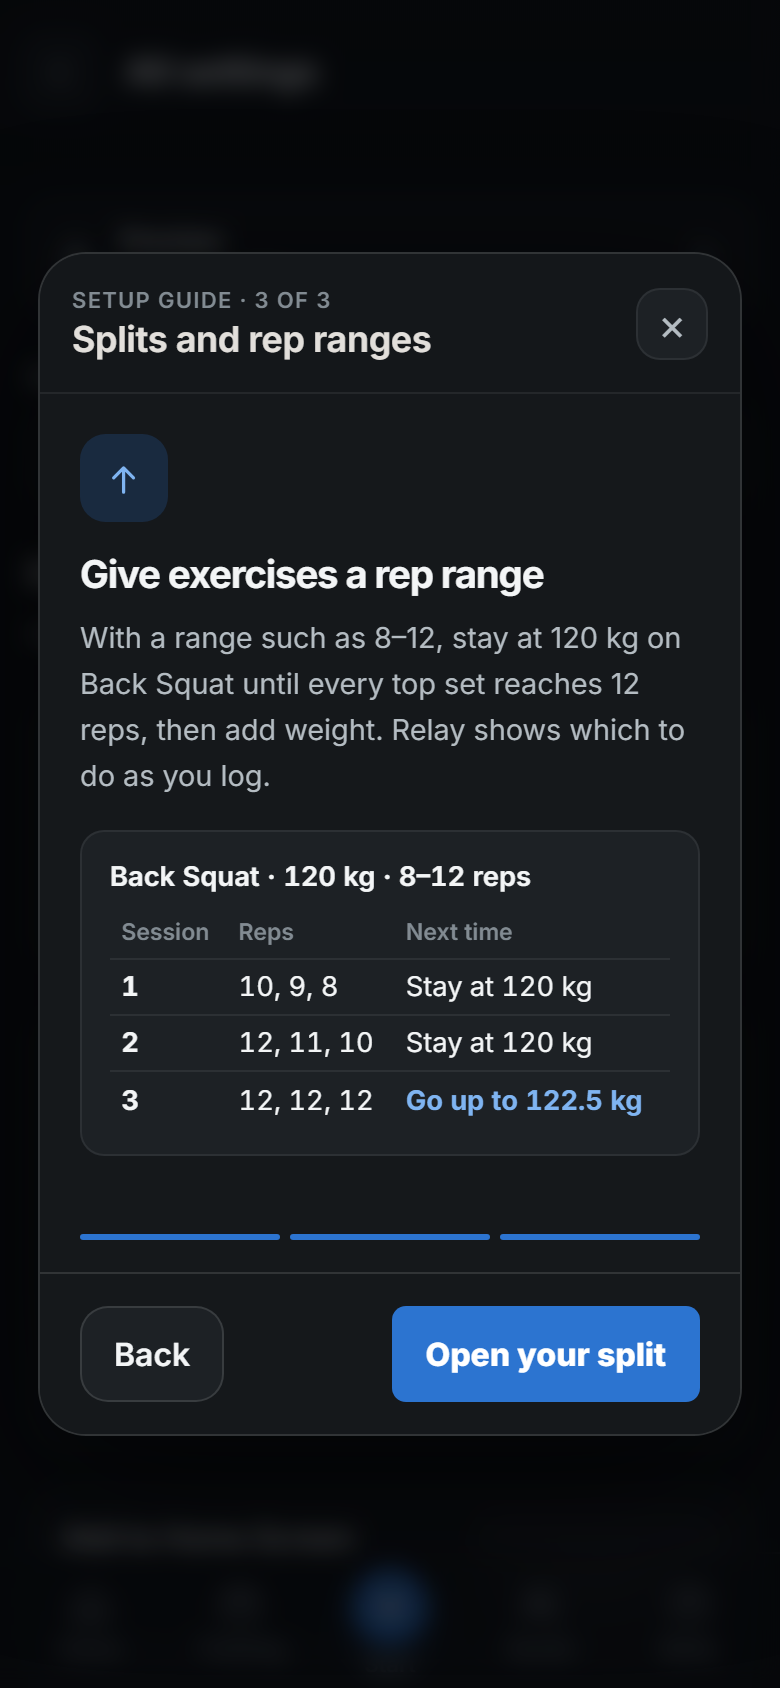 SETUP GUIDE · 3 OF 3
Splits and rep ranges
Give exercises a rep range
With a range such as 8–12, stay at 120 kg on
Back Squat until every top set reaches 12
reps, then add weight. Relay shows which to
do as you log.
Back Squat · 120 kg · 8–12 reps
Session Reps Next time
1 10, 9, 8 Stay at 120 kg
2 12, 11, 10 Stay at 120 kg
3 12, 12, 12 Go up to 122.5 kg
Back Open your split